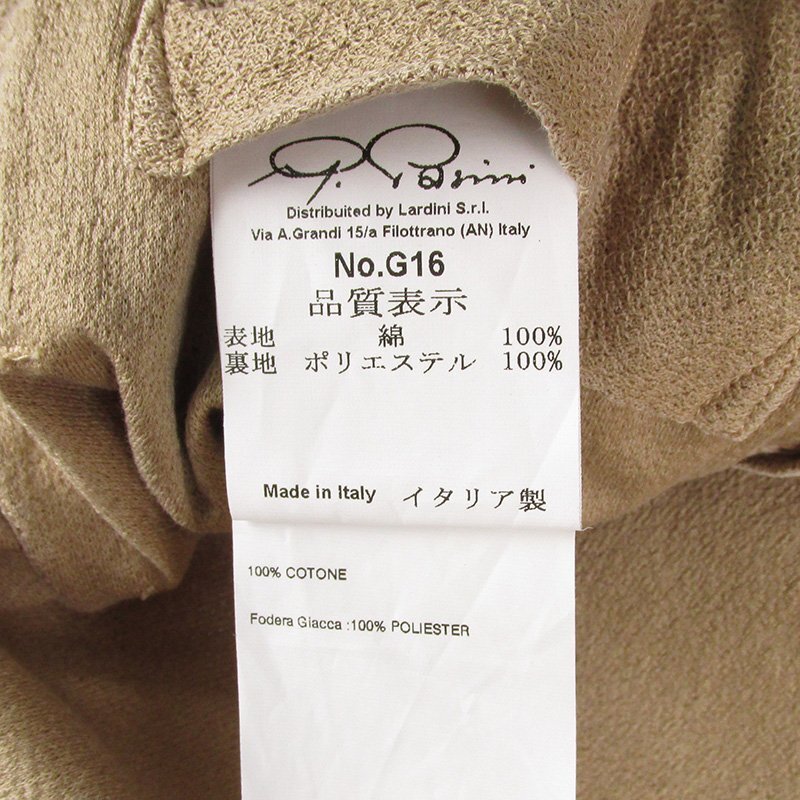 G. Pasini
Distribuited by Lardini S.r.l.
Via A.Grandi 15/a Filottrano (AN) Italy
No.G16
品質表示
表地 綿 100%
裏地 ポリエステル 100%
Made in Italy イタリア製
100% COTONE
Fodera Giacca :100% POLIESTER